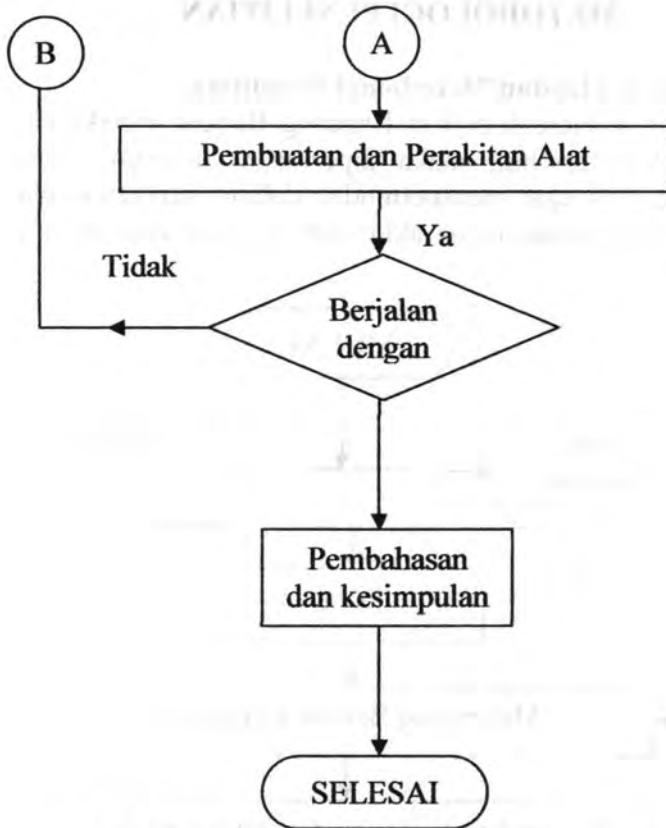 B
A
Pembuatan dan Perakitan Alat
Ya
Tidak
Berjalan
dengan
Pembahasan
dan kesimpulan
SELESAI